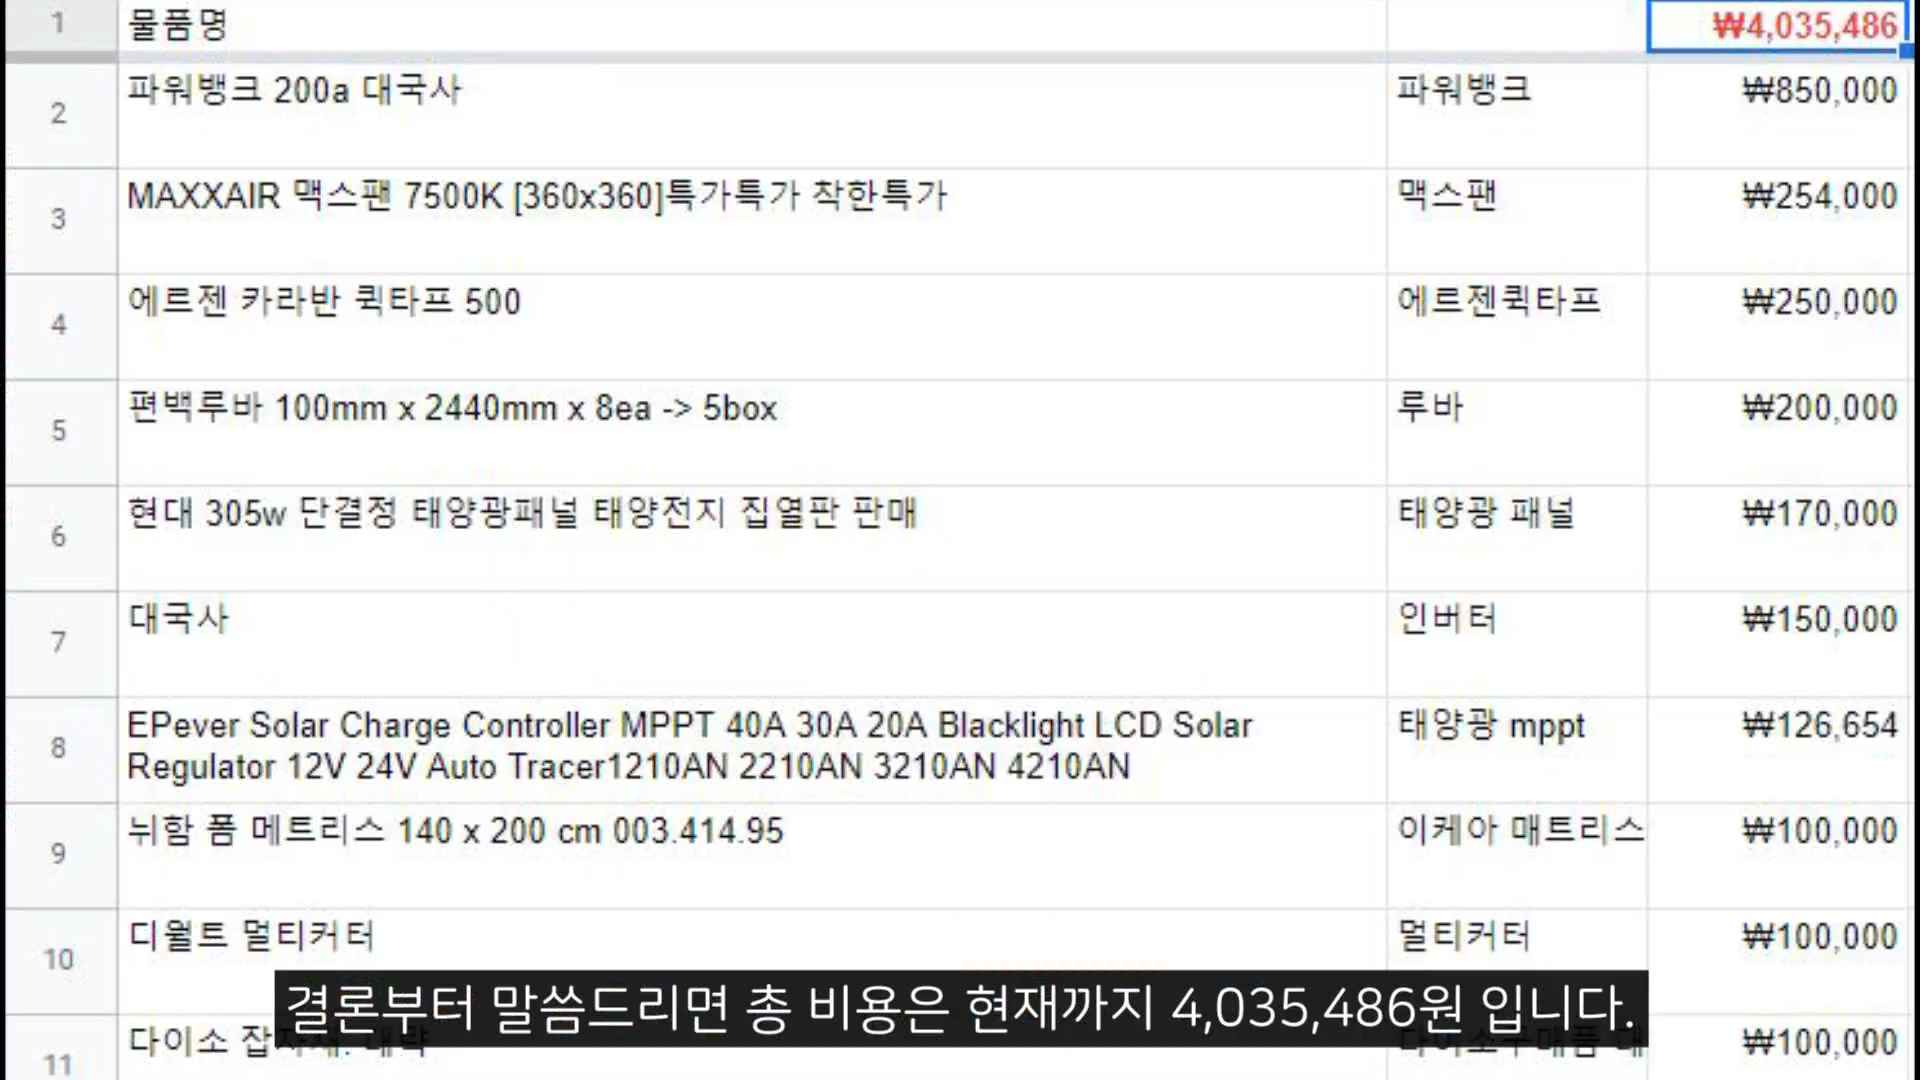 1 물품명 ₩4,035,486
2 파워뱅크 200a 대국사 파워뱅크 ₩850,000
3 MAXXAIR 맥스팬 7500K [360x360]특가특가 착한특가 맥스팬 ₩254,000
4 에르젠 카라반 퀵타프 500 에르젠퀵타프 ₩250,000
5 편백루바 100mm x 2440mm x 8ea -> 5box 루바 ₩200,000
6 현대 305w 단결정 태양광패널 태양전지 집열판 판매 태양광 패널 ₩170,000
7 대국사 인버터 ₩150,000
8 EPever Solar Charge Controller MPPT 40A 30A 20A Blacklight LCD Solar 태양광 mppt ₩126,654
Regulator 12V 24V Auto Tracer1210AN 2210AN 3210AN 4210AN
9 뉘함 폼 메트리스 140 x 200 cm 003.414.95 이케아 매트리스 ₩100,000
10 디월트 멀티커터 멀티커터 ₩100,000
결론부터 말씀드리면 총 비용은 현재까지 4,035,486원 입니다.
11 다이소 ₩100,000